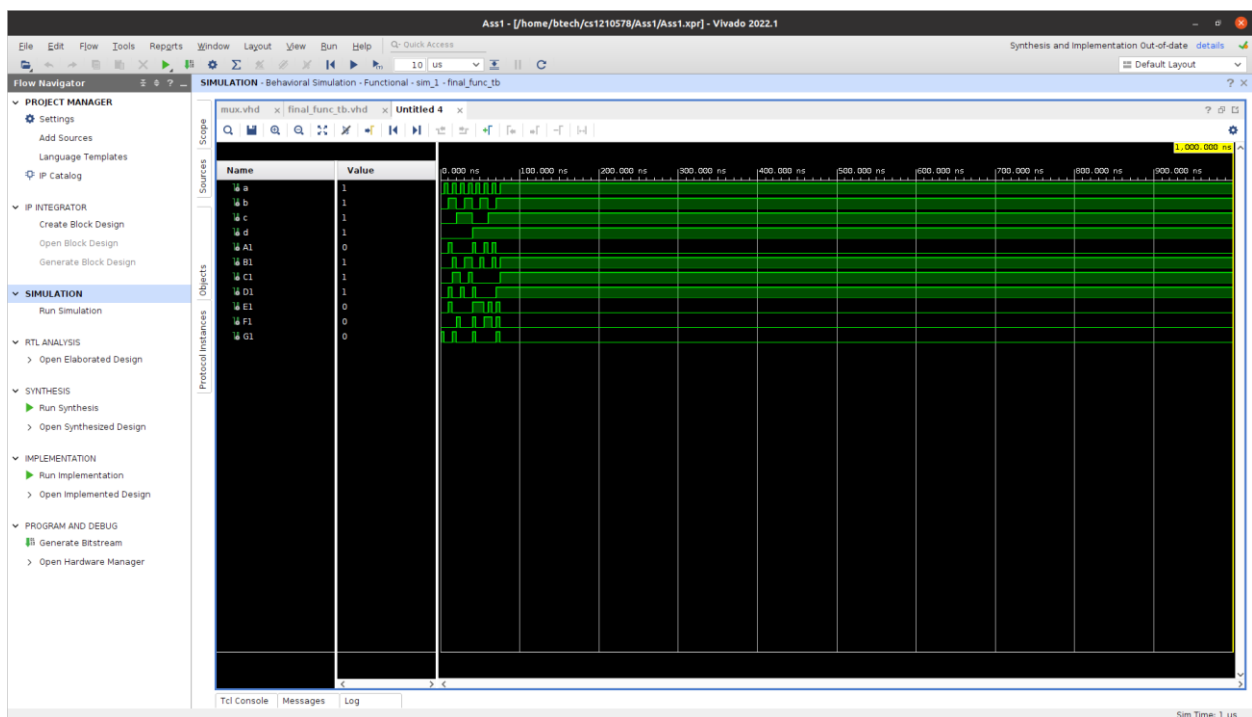 Ass1 - [/home/btech/cs1210578/Ass1/Ass1.xpr] - Vivado 2022.1
File Edit Flow Tools Reports Window Layout View Run Help Q- Quick Access
Synthesis and Implementation Out-of-date details
10 us
Default Layout
Flow Navigator
SIMULATION - Behavioral Simulation - Functional - sim_1 - final_func_tb
PROJECT MANAGER
Settings
Add Sources
Language Templates
IP Catalog
IP INTEGRATOR
Create Block Design
Open Block Design
Generate Block Design
SIMULATION
Run Simulation
RTL ANALYSIS
Open Elaborated Design
SYNTHESIS
Run Synthesis
Open Synthesized Design
IMPLEMENTATION
Run Implementation
Open Implemented Design
PROGRAM AND DEBUG
Generate Bitstream
Open Hardware Manager
Scope
Sources
Objects
Protocol Instances
mux.vhd final_func_tb.vhd Untitled 4
1,000.000 ns
Name Value
0.000 ns 100.000 ns 200.000 ns 300.000 ns 400.000 ns 500.000 ns 600.000 ns 700.000 ns 800.000 ns 900.000 ns
a 1
b 1
c 1
d 1
A1 0
B1 1
C1 1
D1 1
E1 0
F1 0
G1 0
Tcl Console Messages Log
Sim Time: 1 us